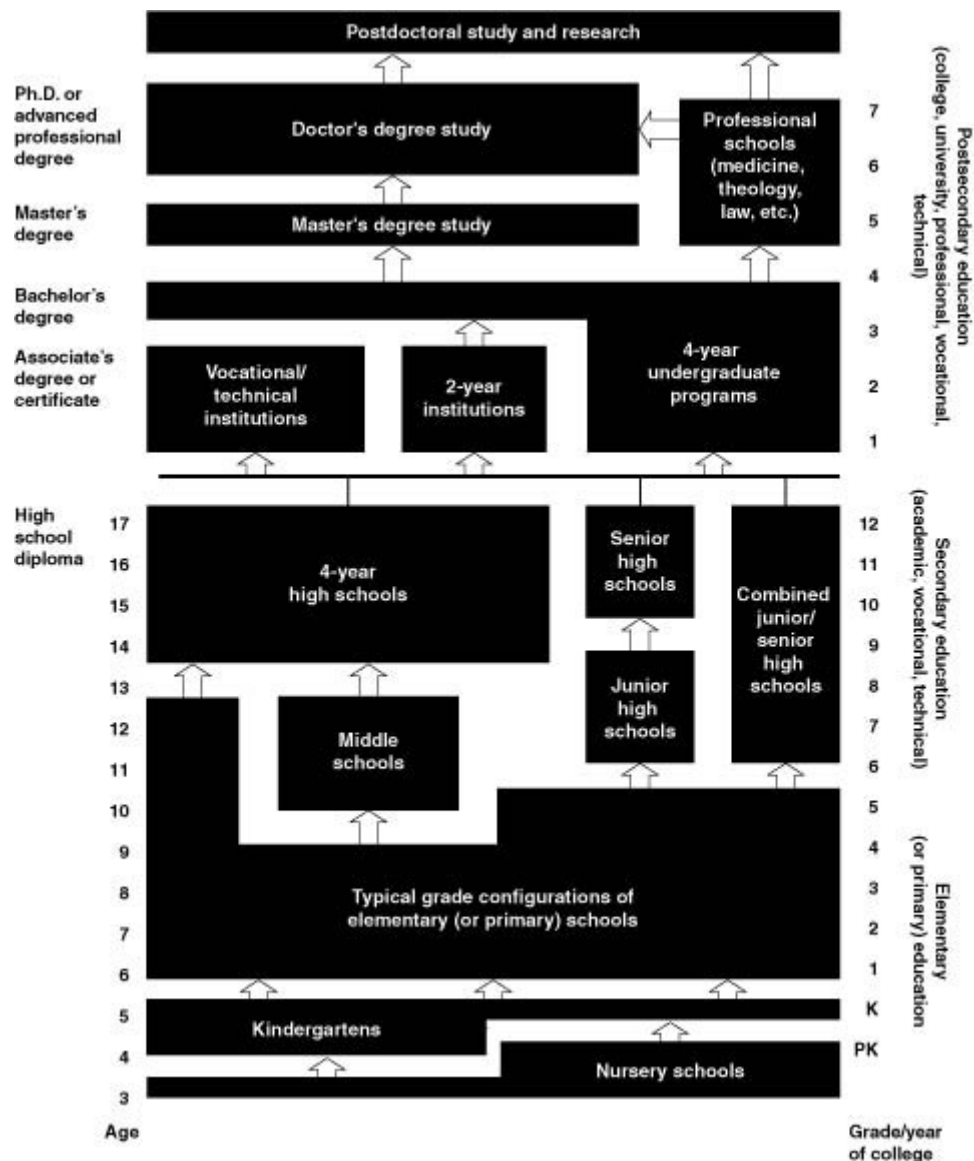 Postdoctoral study and research
Ph.D. or
advanced
professional
degree
Doctor's degree study
Professional
schools
(medicine,
theology,
law, etc.)
7
6
Master's
degree
Master's degree study
5
4
Bachelor's
degree
3
Associate's
degree or
certificate
Vocational/
technical
institutions
2-year
institutions
4-year
undergraduate
programs
2
1
Postsecondary education
(college, university, professional, vocational,
technical)
High
school
diploma
17
16
15
14
13
12
11
10
9
8
7
6
5
4
3
Age
4-year
high schools
Senior
high
schools
Combined
junior/
senior
high
schools
Junior
high
schools
Middle
schools
Typical grade configurations of
elementary (or primary) schools
Kindergartens
Nursery schools
12
11
10
9
8
7
6
5
4
3
2
1
K
PK
Grade/year
of college
Secondary education
(academic, vocational, technical)
Elementary
(or primary) education